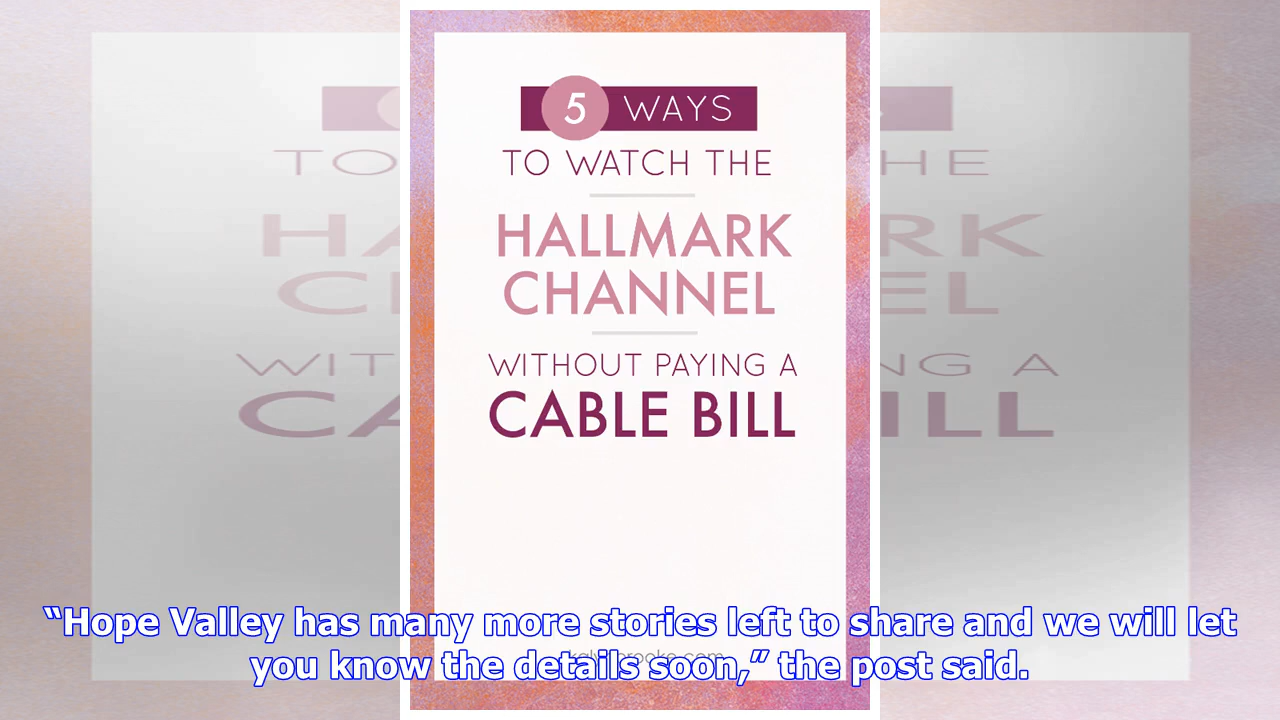 5 WAYS
TO WATCH THE
HALLMARK
CHANNEL
WITHOUT PAYING A
CABLE BILL
“Hope Valley has many more stories left to share and we will let
you know the details soon,” the post said.